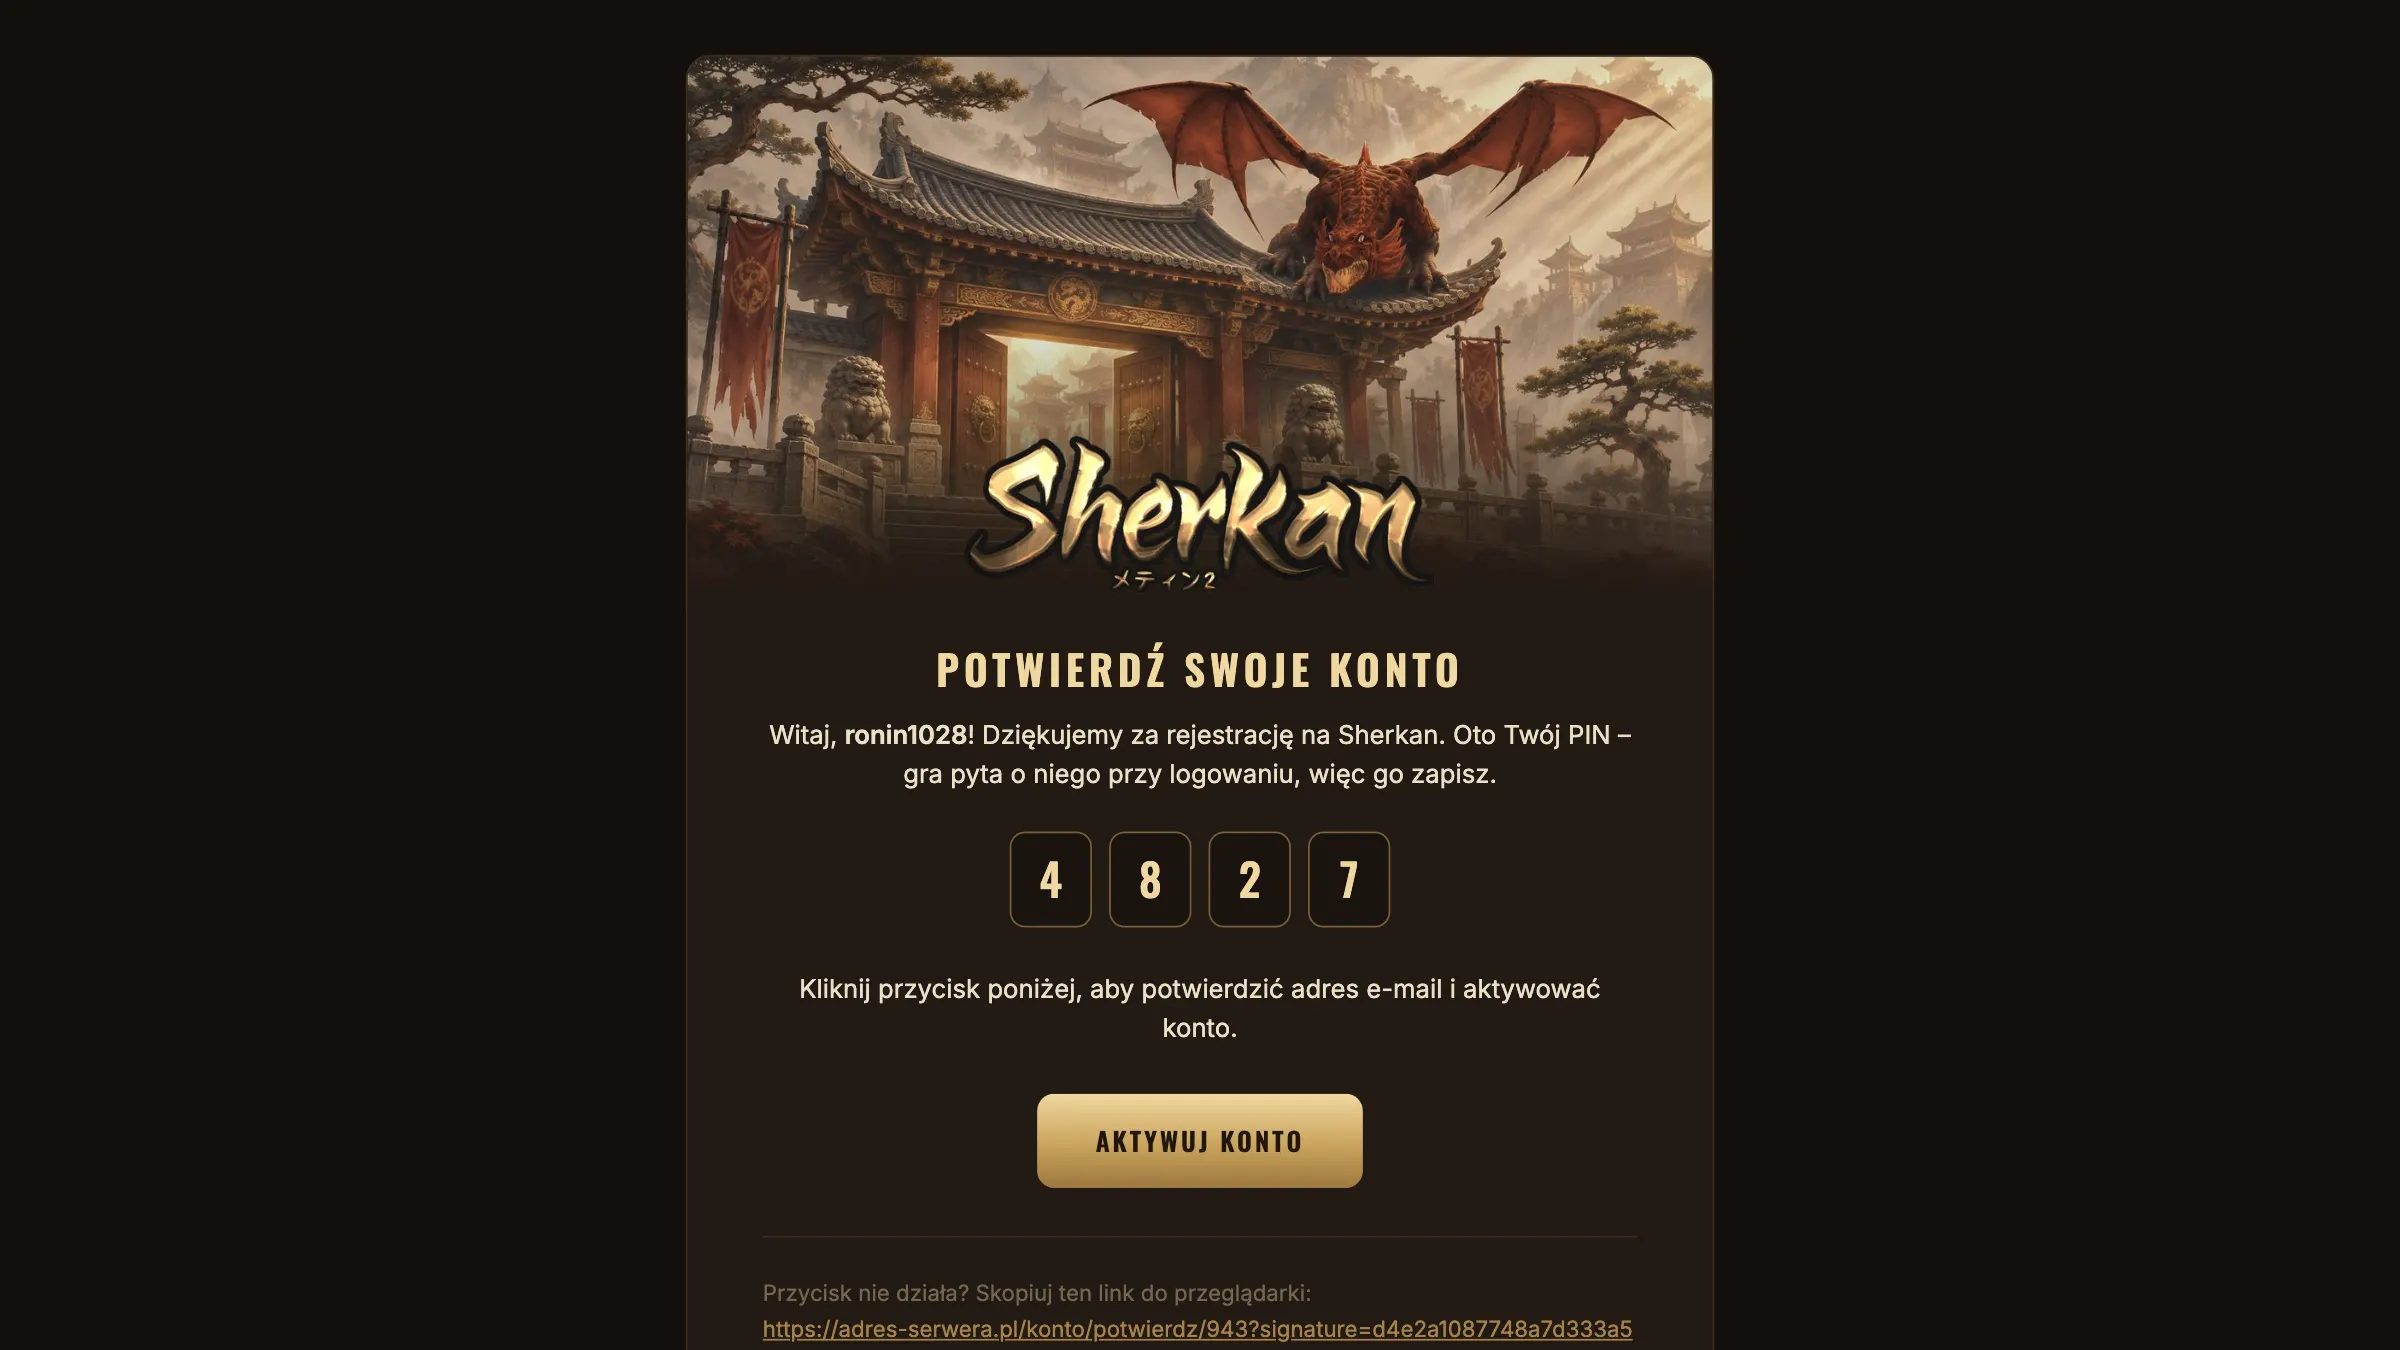 Sherkan
メティン2
POTWIERDŹ SWOJE KONTO
Witaj, ronin1028! Dziękujemy za rejestrację na Sherkan. Oto Twój PIN –
gra pyta o niego przy logowaniu, więc go zapisz.
4 8 2 7
Kliknij przycisk poniżej, aby potwierdzić adres e-mail i aktywować
konto.
AKTYWUJ KONTO
Przycisk nie działa? Skopiuj ten link do przeglądarki:
https://adres-serwera.pl/konto/potwierdz/943?signature=d4e2a1087748a7d333a5